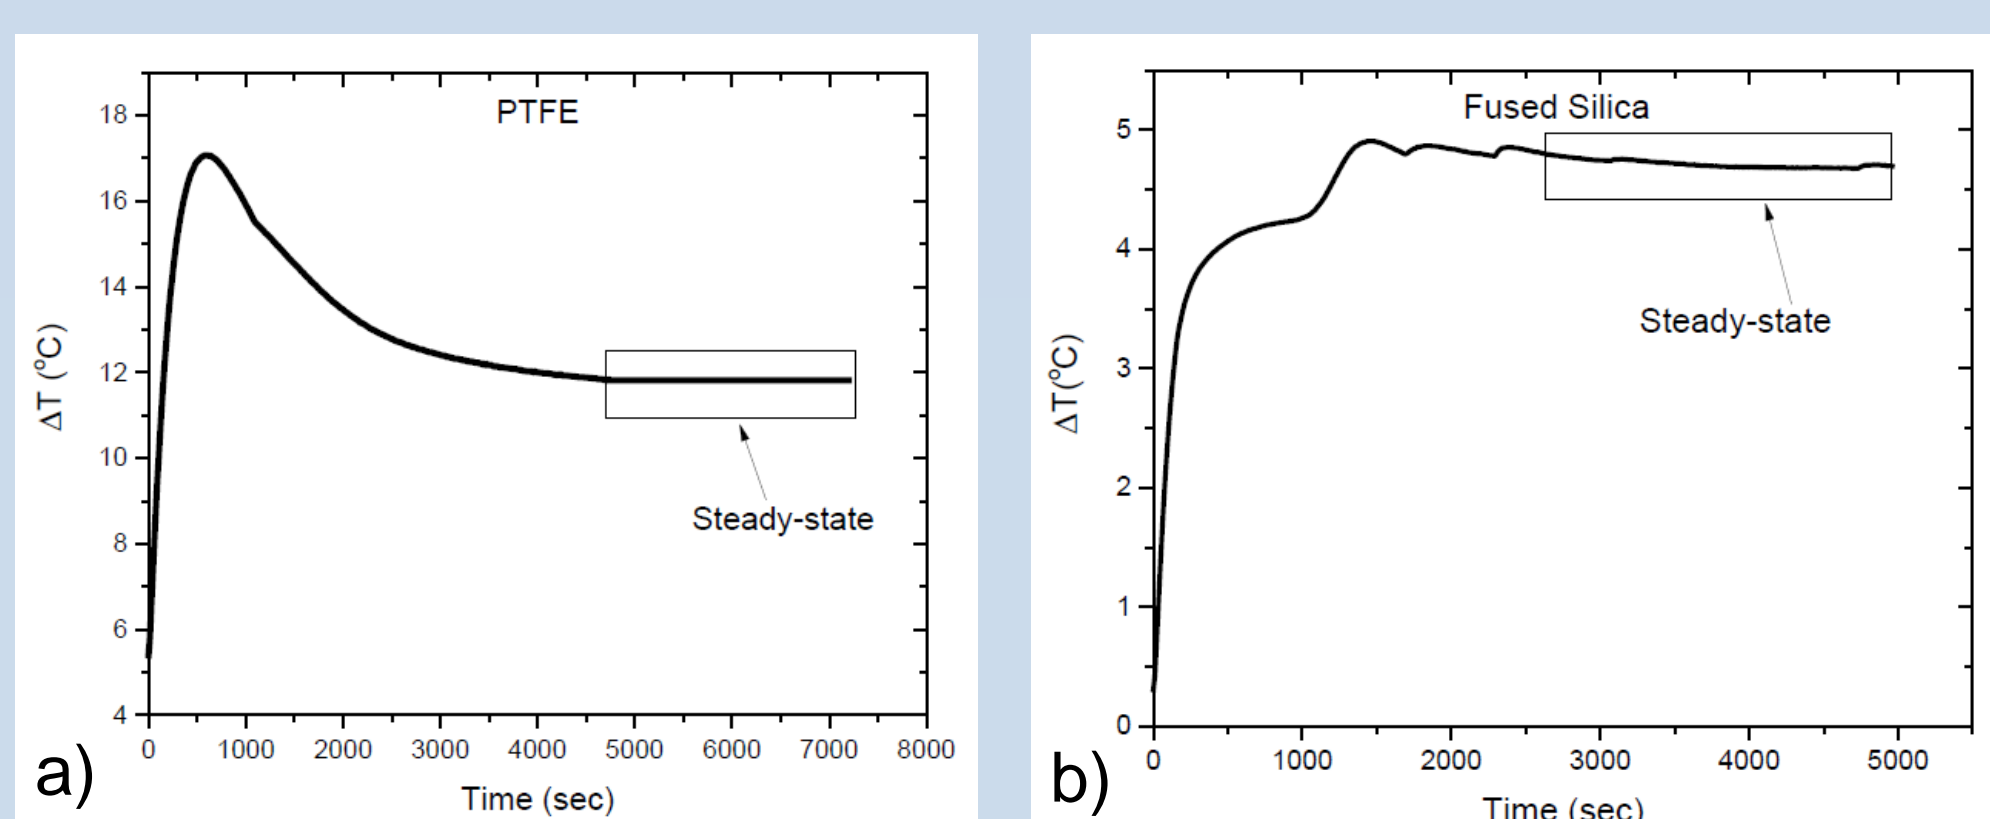 PTFE
18
16
14
12
10
8
6
4
ΔT (°C)
Steady-state
0 1000 2000 3000 4000 5000 6000 7000 8000
Time (sec)
a)
Fused Silica
5
4
3
2
1
0
ΔT(°C)
Steady-state
0 1000 2000 3000 4000 5000
Time (sec)
b)